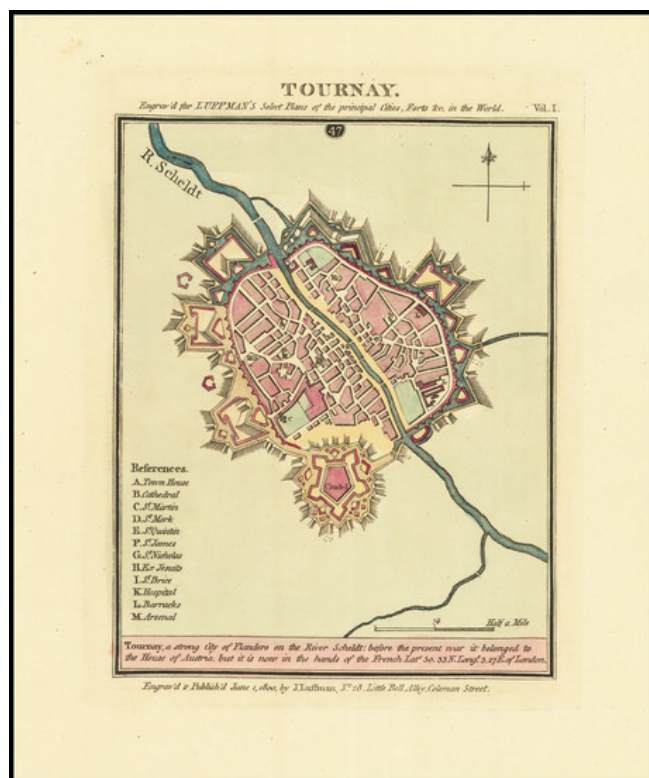 TOURNAY.
Engrav'd for LUFFMAN'S Select Plans of the principal Cities, Forts &c. in the World. Vol. I.
47
R. Scheldt
Citadel
References.
A. Town House
B. Cathedral
C. St. Martin
D. St. Mark
E. St. Quintin
F. St. James
G. St. Nicholas
H. Ex Jesuits
I. St. Brice
K. Hospital
L. Barracks
M. Arsenal
Half a Mile
Tournay, a strong City of Flanders on the River Scheldt: before the present war it belonged to
the House of Austria, but it is now in the hands of the French Latd. 50. 33 N. Longd. 3. 27 E. of London.
Engrav'd & Publish'd June 1, 1800, by J. Luffman, No. 28, Little Bell Alley, Coleman Street.